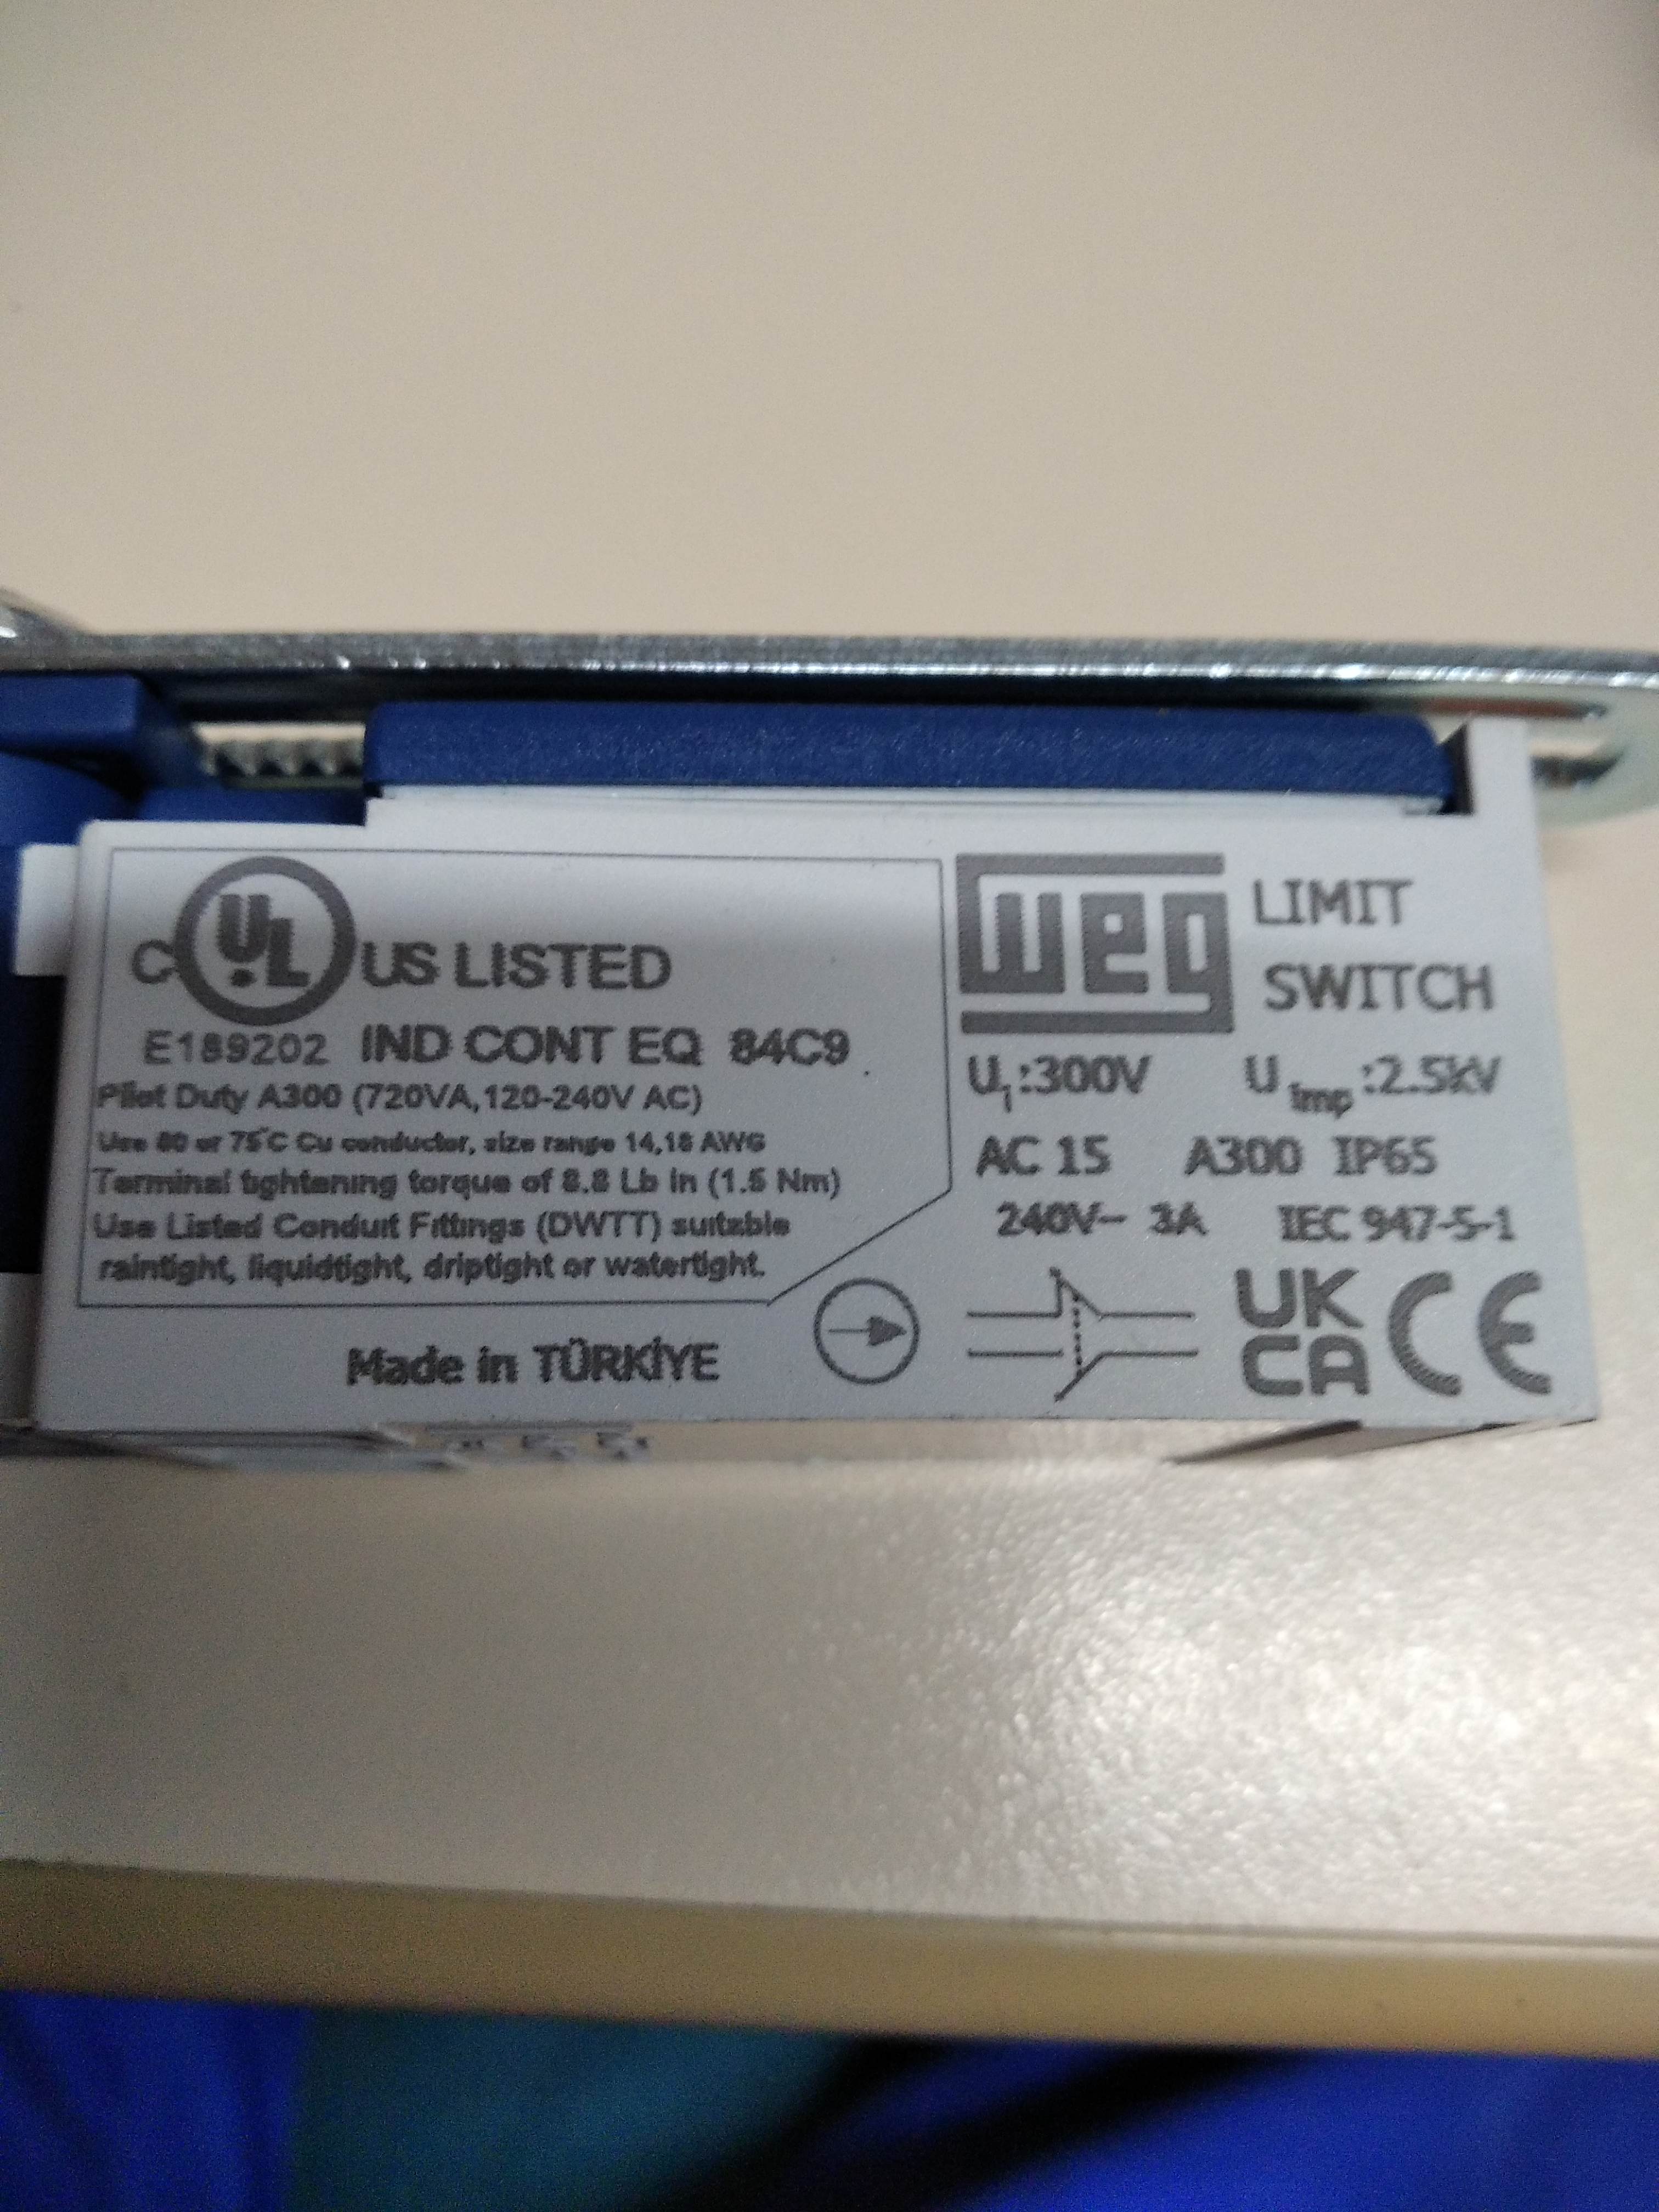 C UL US LISTED
E189202 IND CONT EQ 84C9
Pilot Duty A300 (720VA,120-240V AC)
Use 60 or 75°C Cu conductor, size range 14,18 AWG
Terminal tightening torque of 8.8 Lb in (1.5 Nm)
Use Listed Conduit Fittings (DWTT) suitable
raintight, liquidtight, driptight or watertight.
Made in TÜRKİYE
weg LIMIT
SWITCH
Ui:300V Uimp:2.5kV
AC 15 A300 IP65
240V~ 3A IEC 947-5-1
UK
CA CE